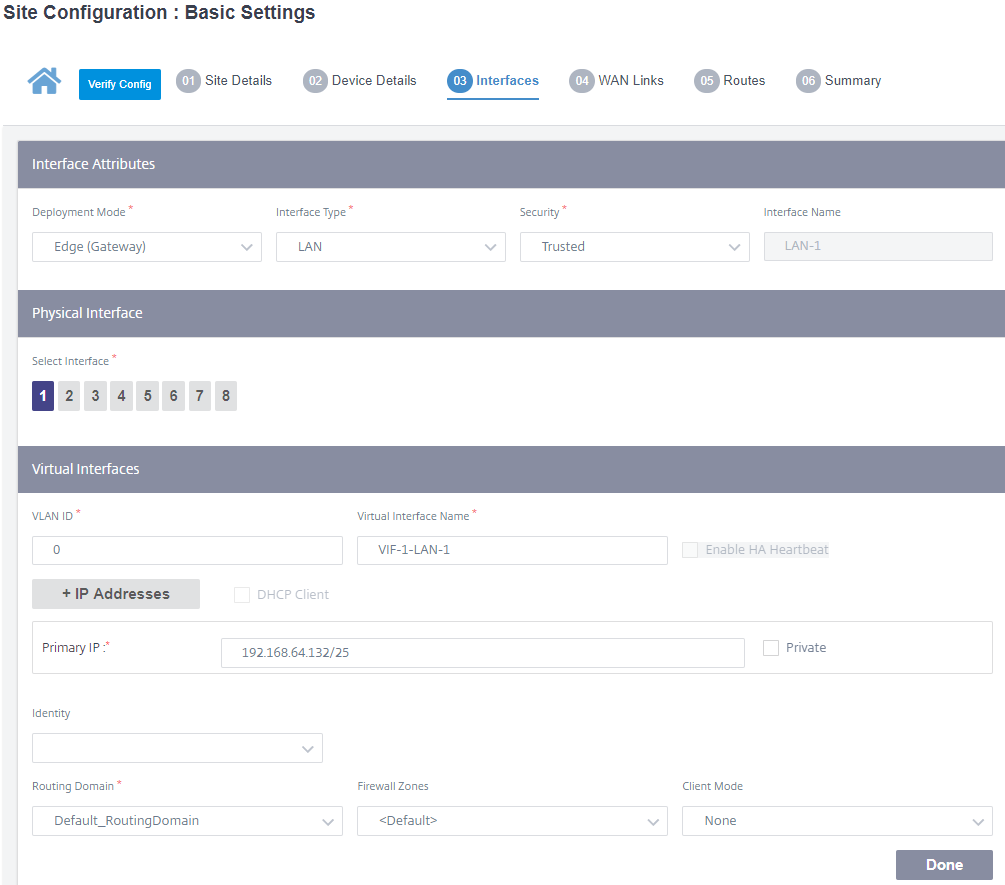 Site Configuration : Basic Settings
Verify Config 01 Site Details 02 Device Details 03 Interfaces 04 WAN Links 05 Routes 06 Summary
Interface Attributes
Deployment Mode * Interface Type * Security * Interface Name
Edge (Gateway) LAN Trusted LAN-1
Physical Interface
Select Interface *
1 2 3 4 5 6 7 8
Virtual Interfaces
VLAN ID * Virtual Interface Name *
0 VIF-1-LAN-1 Enable HA Heartbeat
+ IP Addresses DHCP Client
Primary IP :* 192.168.64.132/25 Private
Identity
Routing Domain * Firewall Zones Client Mode
Default_RoutingDomain <Default> None
Done